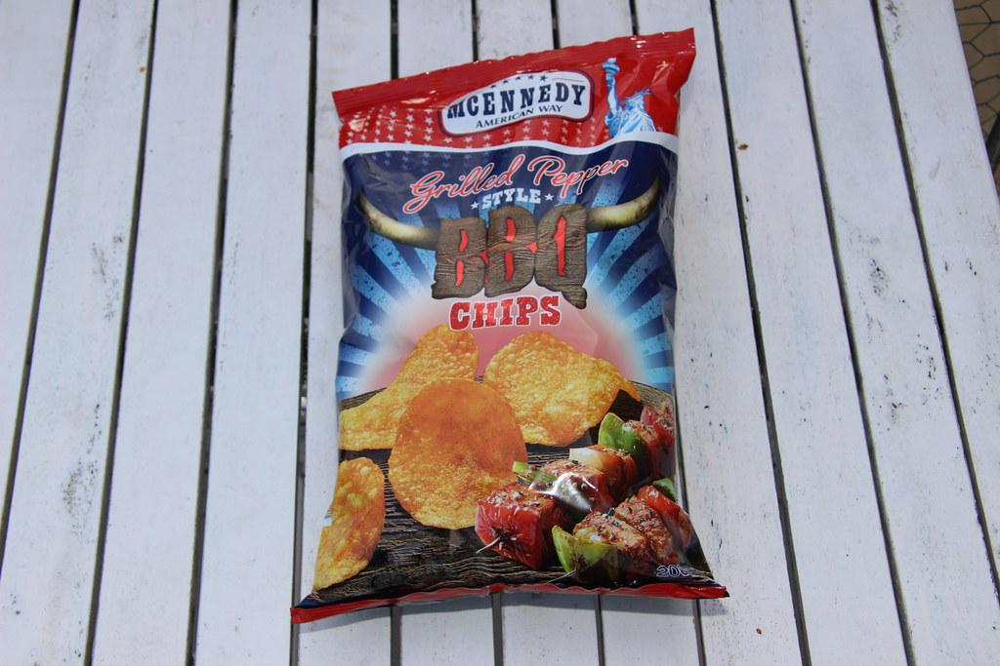 MCENNEDY
AMERICAN WAY
Grilled Pepper
STYLE
BBQ
CHIPS